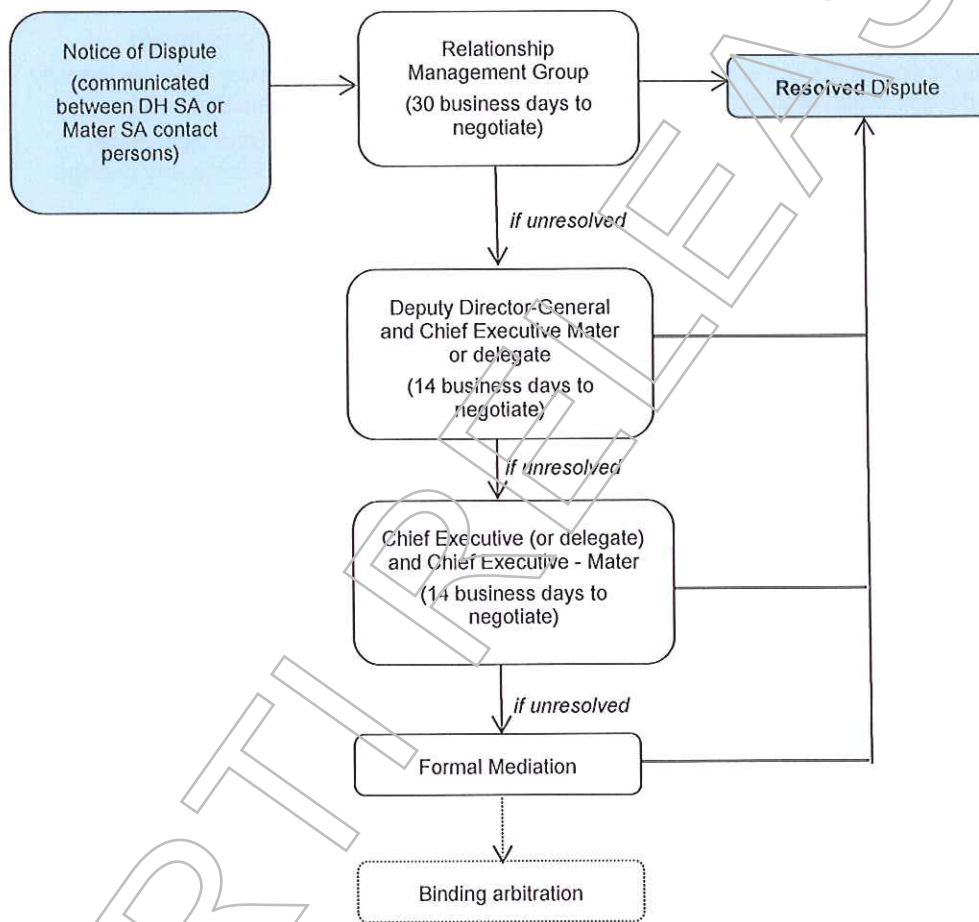 Notice of Dispute
(communicated
between DH SA or
Mater SA contact
persons)
Relationship
Management Group
(30 business days to
negotiate)
Resolved Dispute
if unresolved
Deputy Director-General
and Chief Executive Mater
or delegate
(14 business days to
negotiate)
if unresolved
Chief Executive (or delegate)
and Chief Executive - Mater
(14 business days to
negotiate)
if unresolved
Formal Mediation
Binding arbitration
RTI RELEAS